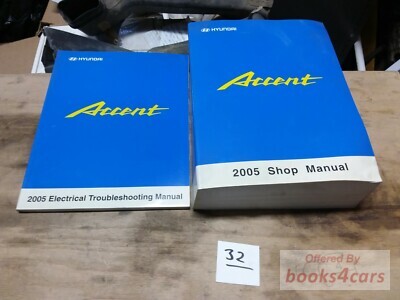 HYUNDAI
Accent
2005 Electrical Troubleshooting Manual
HYUNDAI
Accent
2005 Shop Manual
32
Offered By
books4cars